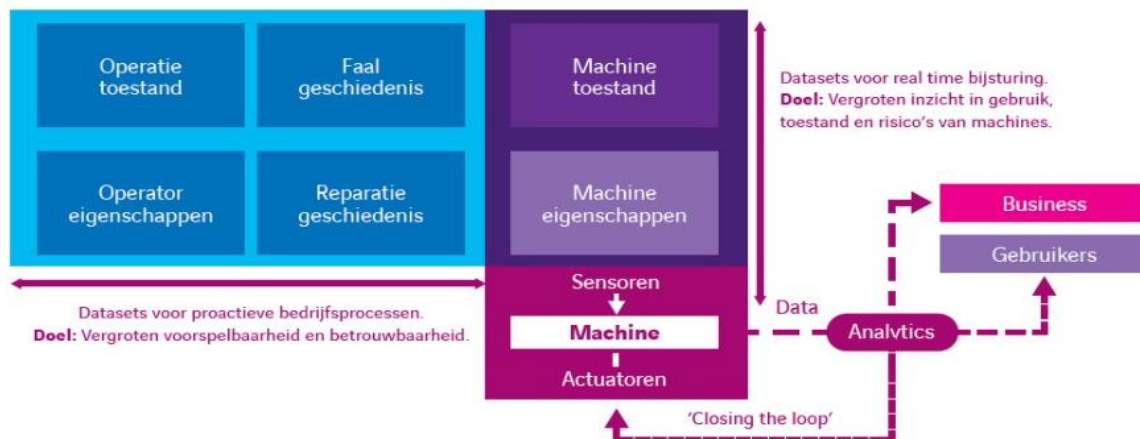 Operatie
toestand
Faal
geschiedenis
Machine
toestand
Operator
eigenschappen
Reparatie
geschiedenis
Machine
eigenschappen
Datasets voor real time bijsturing.
Doel: Vergroten inzicht in gebruik,
toestand en risico's van machines.
Business
Gebruikers
Datasets voor proactieve bedrijfsprocessen.
Doel: Vergroten voorspelbaarheid en betrouwbaarheid.
Sensoren
Machine
Actuatoren
Data
Analytics
'Closing the loop'